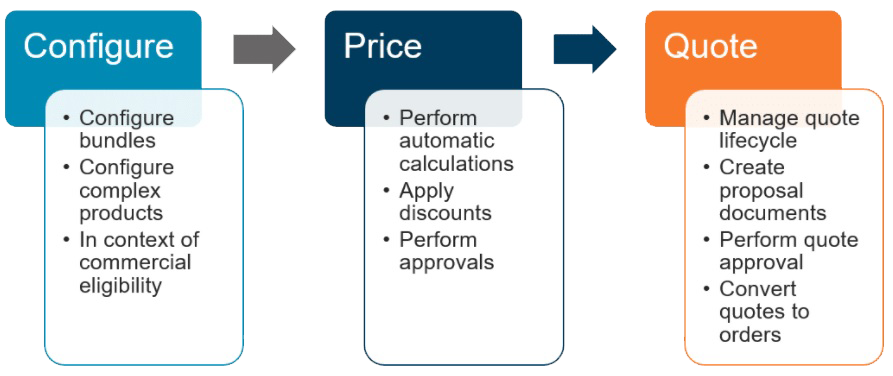 Configure
• Configure
bundles
• Configure
complex
products
• In context of
commercial
eligibility
Price
• Perform
automatic
calculations
• Apply
discounts
• Perform
approvals
Quote
• Manage quote
lifecycle
• Create
proposal
documents
• Perform quote
approval
• Convert
quotes to
orders